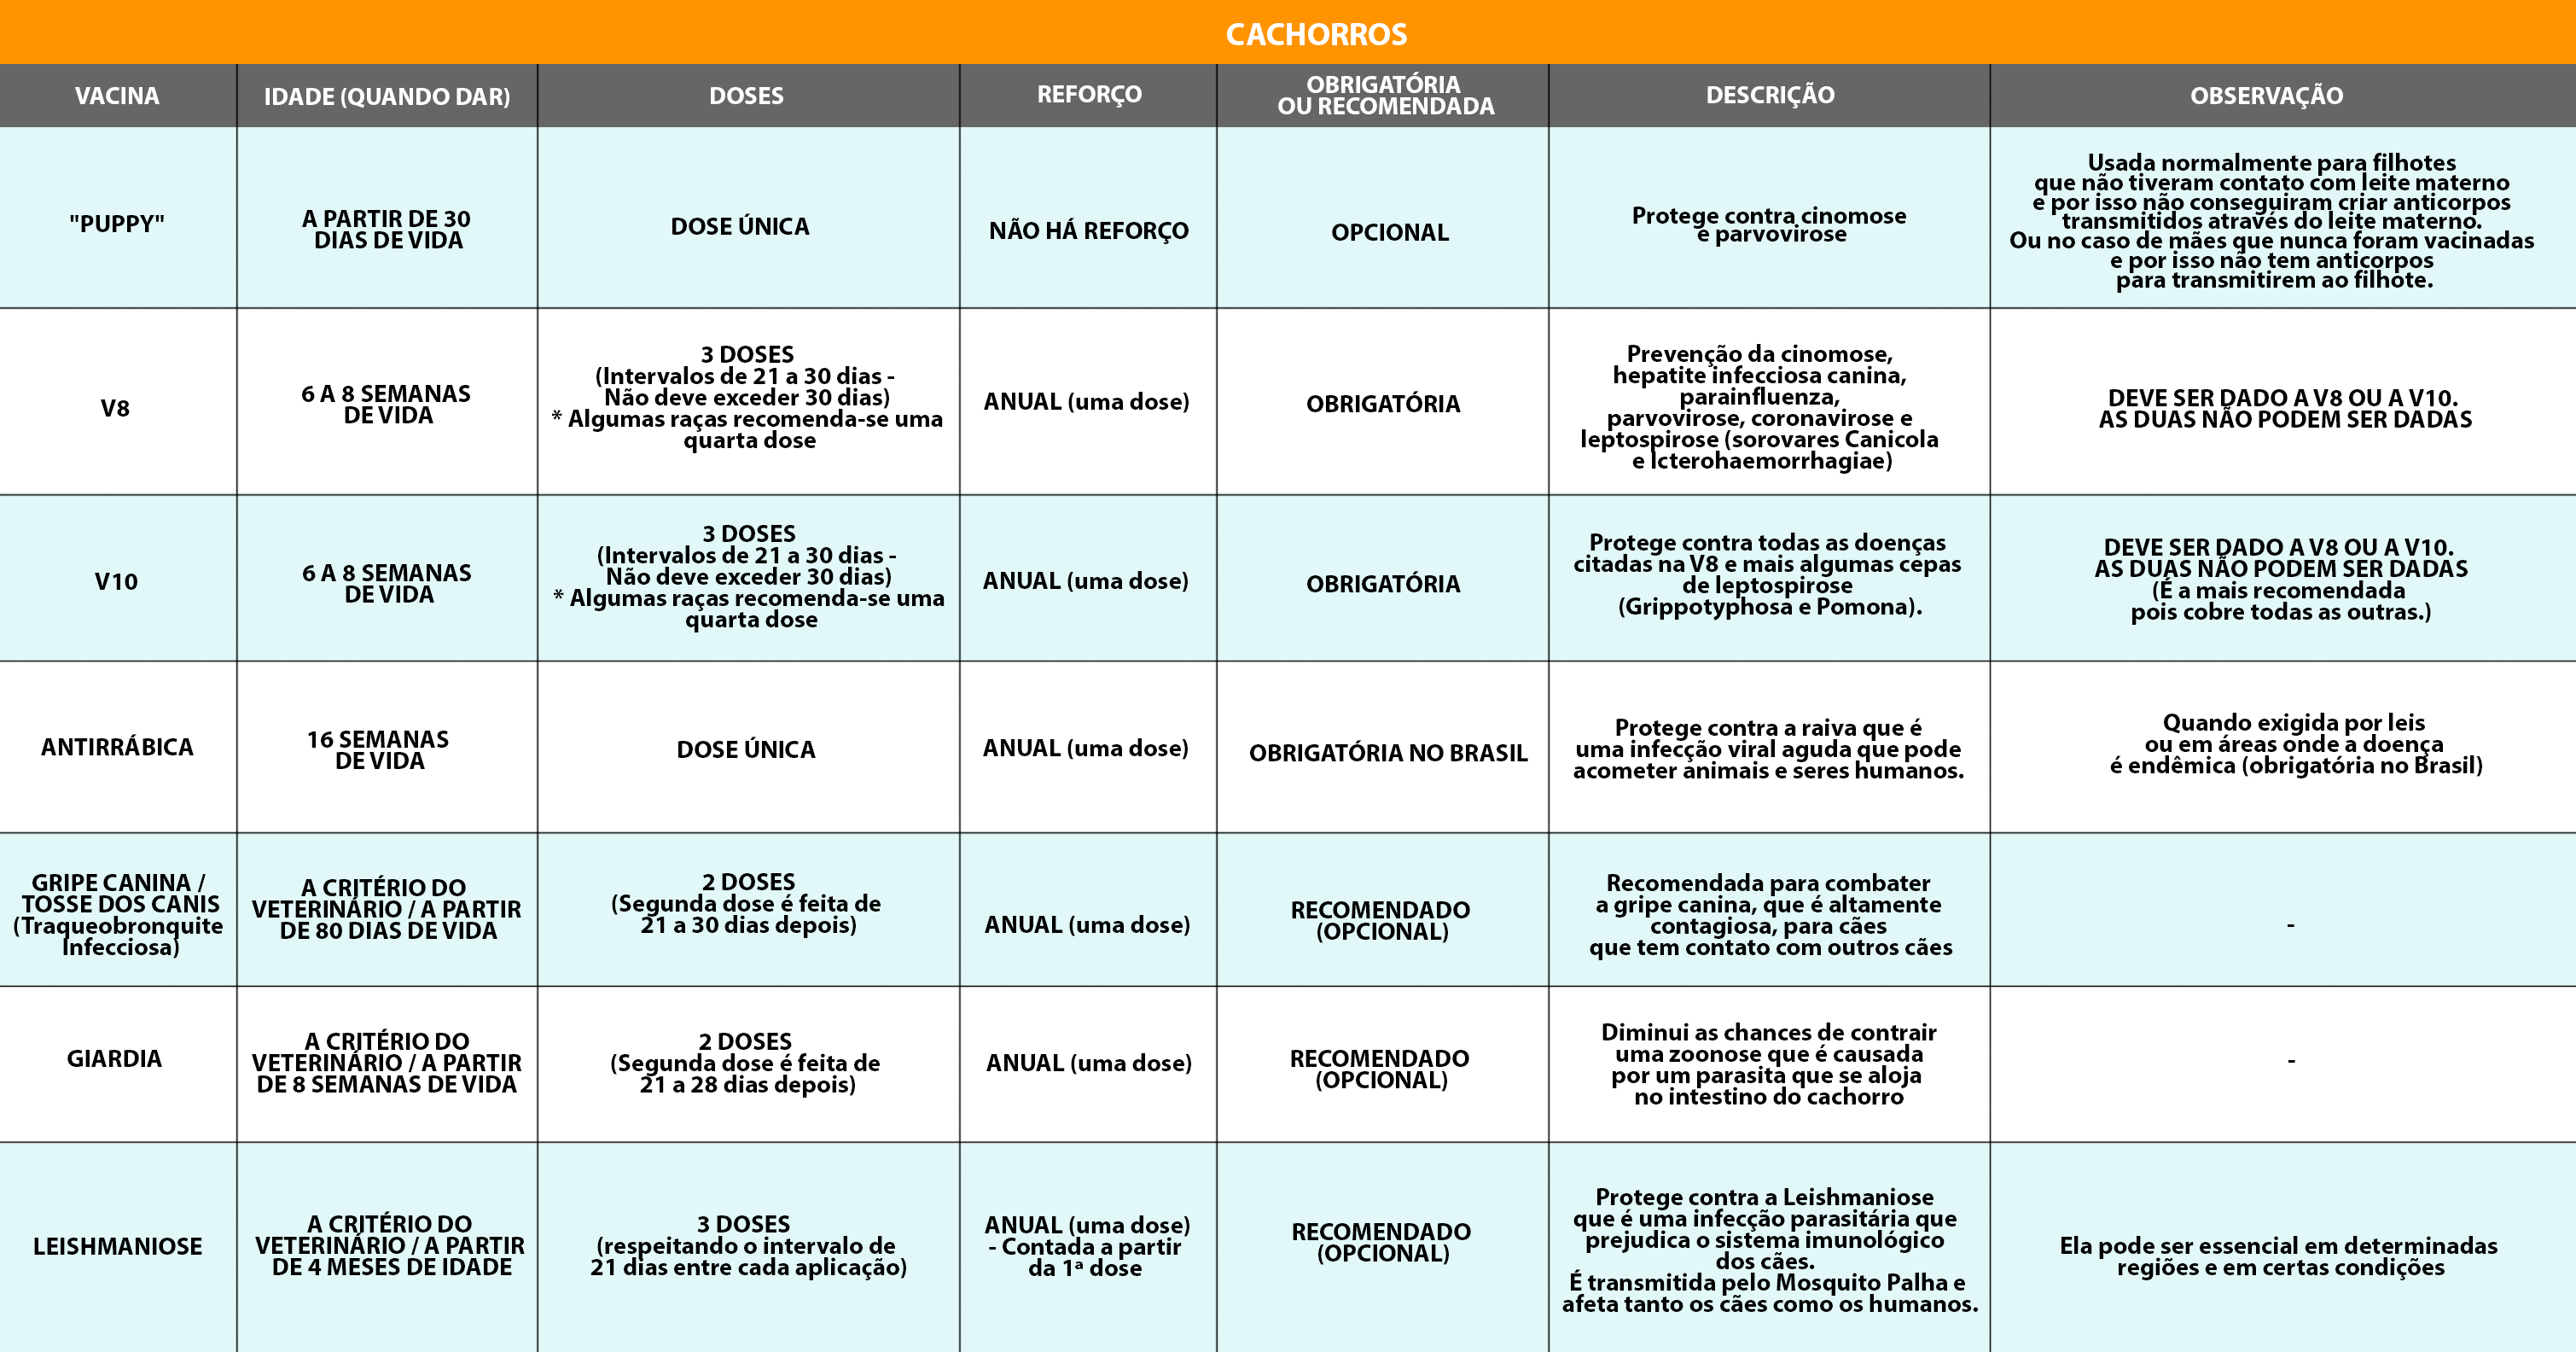 CACHORROS
VACINA
IDADE (QUANDO DAR)
DOSES
REFORÇO
OBRIGATÓRIA
OU RECOMENDADA
DESCRIÇÃO
OBSERVAÇÃO
"PUPPY"
A PARTIR DE 30
DIAS DE VIDA
DOSE ÚNICA
NÃO HÁ REFORÇO
OPCIONAL
Protege contra cinomose
e parvovirose
Usada normalmente para filhotes
que não tiveram contato com leite materno
e por isso não conseguiram criar anticorpos
transmitidos através do leite materno.
Ou no caso de mães que nunca foram vacinadas
e por isso não tem anticorpos
para transmitirem ao filhote.
V8
6 A 8 SEMANAS
DE VIDA
3 DOSES
(Intervalos de 21 a 30 dias -
Não deve exceder 30 dias)
* Algumas raças recomenda-se uma
quarta dose
ANUAL (uma dose)
OBRIGATÓRIA
Prevenção da cinomose,
hepatite infecciosa canina,
parainfluenza,
parvovirose, coronavirose e
leptospirose (sorovares Canicola
e Icterohaemorrhagiae)
DEVE SER DADO A V8 OU A V10.
AS DUAS NÃO PODEM SER DADAS
V10
6 A 8 SEMANAS
DE VIDA
3 DOSES
(Intervalos de 21 a 30 dias -
Não deve exceder 30 dias)
* Algumas raças recomenda-se uma
quarta dose
ANUAL (uma dose)
OBRIGATÓRIA
Protege contra todas as doenças
citadas na V8 e mais algumas cepas
de leptospirose
(Grippotyphosa e Pomona).
DEVE SER DADO A V8 OU A V10.
AS DUAS NÃO PODEM SER DADAS
(É a mais recomendada
pois cobre todas as outras.)
ANTIRRÁBICA
16 SEMANAS
DE VIDA
DOSE ÚNICA
ANUAL (uma dose)
OBRIGATÓRIA NO BRASIL
Protege contra a raiva que é
uma infecção viral aguda que pode
acometer animais e seres humanos.
Quando exigida por leis
ou em áreas onde a doença
é endêmica (obrigatória no Brasil)
GRIPE CANINA /
TOSSE DOS CANIS
(Traqueobronquite
Infecciosa)
A CRITÉRIO DO
VETERINÁRIO / A PARTIR
DE 80 DIAS DE VIDA
2 DOSES
(Segunda dose é feita de
21 a 30 dias depois)
ANUAL (uma dose)
RECOMENDADO
(OPCIONAL)
Recomendada para combater
a gripe canina, que é altamente
contagiosa, para cães
que tem contato com outros cães
-
GIARDIA
A CRITÉRIO DO
VETERINÁRIO / A PARTIR
DE 8 SEMANAS DE VIDA
2 DOSES
(Segunda dose é feita de
21 a 28 dias depois)
ANUAL (uma dose)
RECOMENDADO
(OPCIONAL)
Diminui as chances de contrair
uma zoonose que é causada
por um parasita que se aloja
no intestino do cachorro
-
LEISHMANIOSE
A CRITÉRIO DO
VETERINÁRIO / A PARTIR
DE 4 MESES DE IDADE
3 DOSES
(respeitando o intervalo de
21 dias entre cada aplicação)
ANUAL (uma dose)
- Contada a partir
da 1ª dose
RECOMENDADO
(OPCIONAL)
Protege contra a Leishmaniose
que é uma infecção parasitária que
prejudica o sistema imunológico
dos cães.
É transmitida pelo Mosquito Palha e
afeta tanto os cães como os humanos.
Ela pode ser essencial em determinadas
regiões e em certas condições